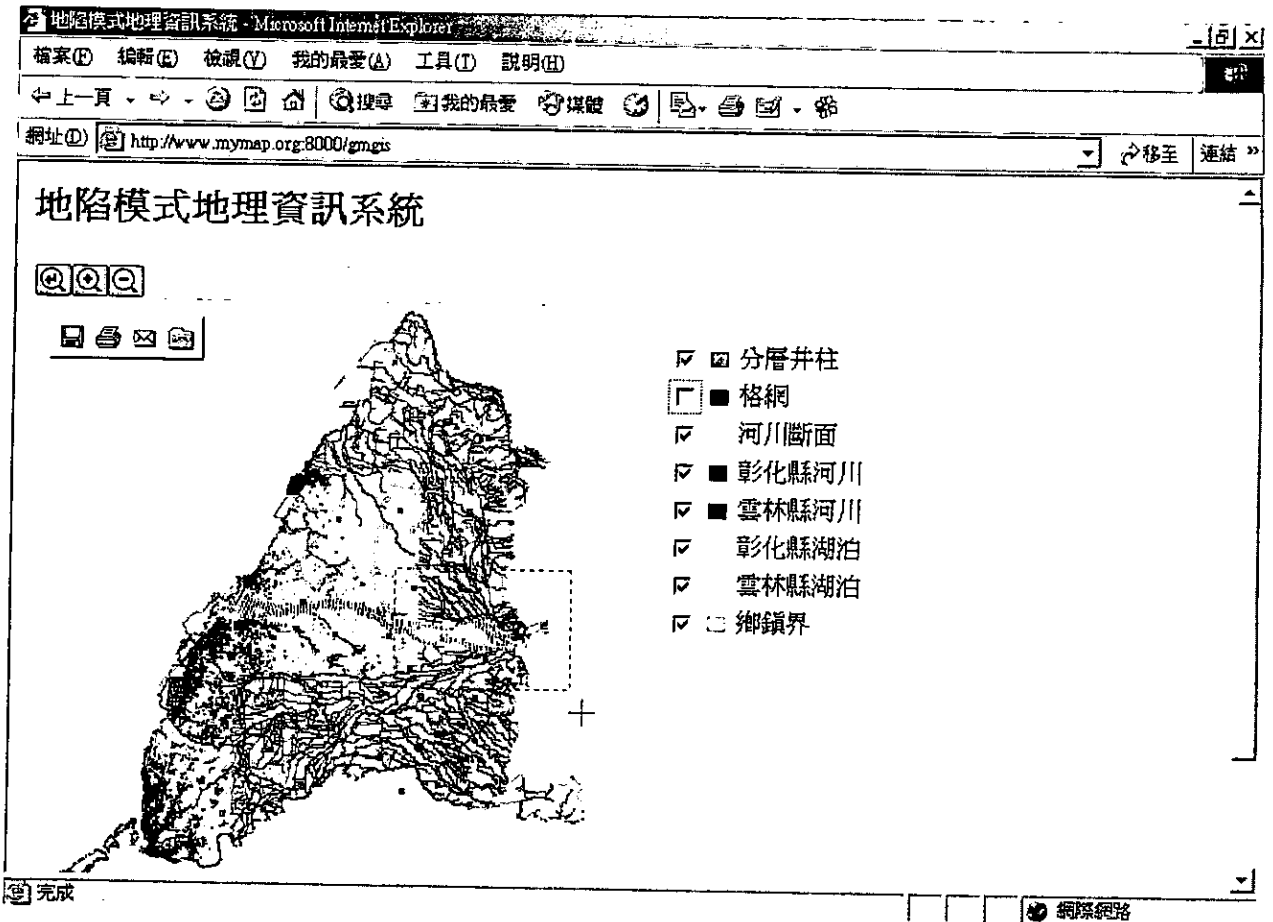 地陷模式地理資訊系統 - Microsoft Internet Explorer
檔案(F) 編輯(E) 檢視(V) 我的最愛(A) 工具(T) 說明(H)
上一頁 搜尋 我的最愛 媒體
網址(D) http://www.mymap.org:8000/gmgis 移至 連結 »
地陷模式地理資訊系統
分層井柱
格網
河川斷面
彰化縣河川
雲林縣河川
彰化縣湖泊
雲林縣湖泊
鄉鎮界
完成
網際網路